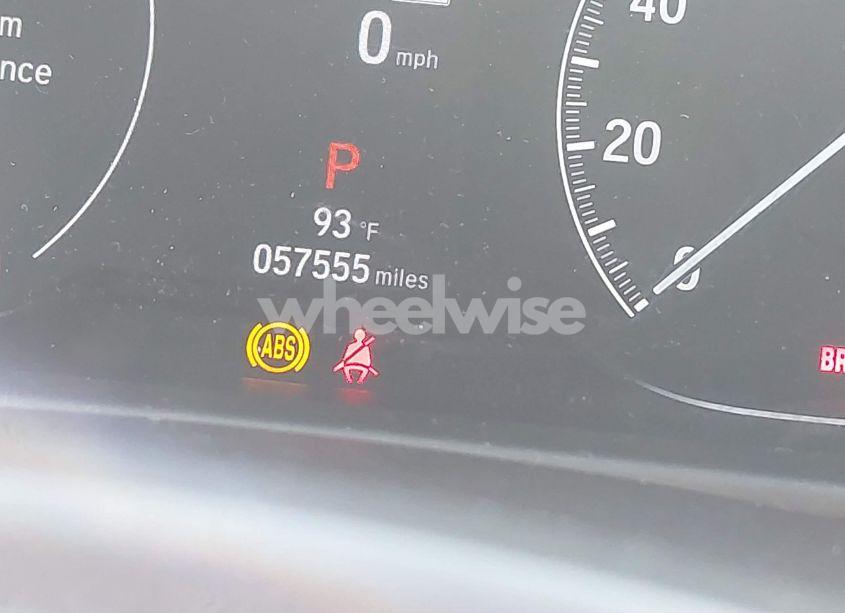 m
nce
0 mph
40
20
0
P
93 °F
057555 miles
wheelwise
ABS
BR